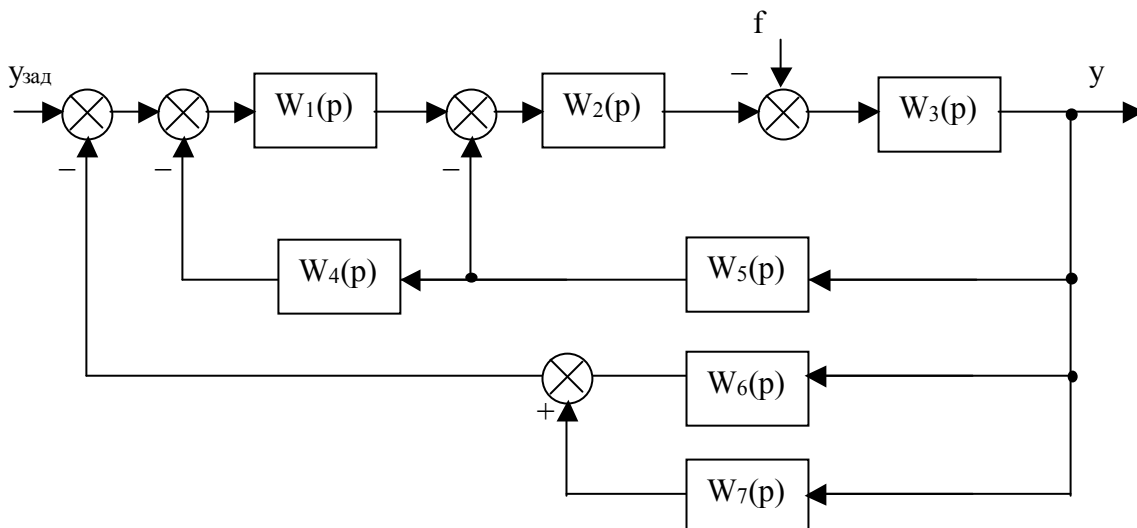 f
yзад
–
y
W1(p)
W2(p)
W3(p)
–
–
–
W4(p)
W5(p)
W6(p)
+
W7(p)